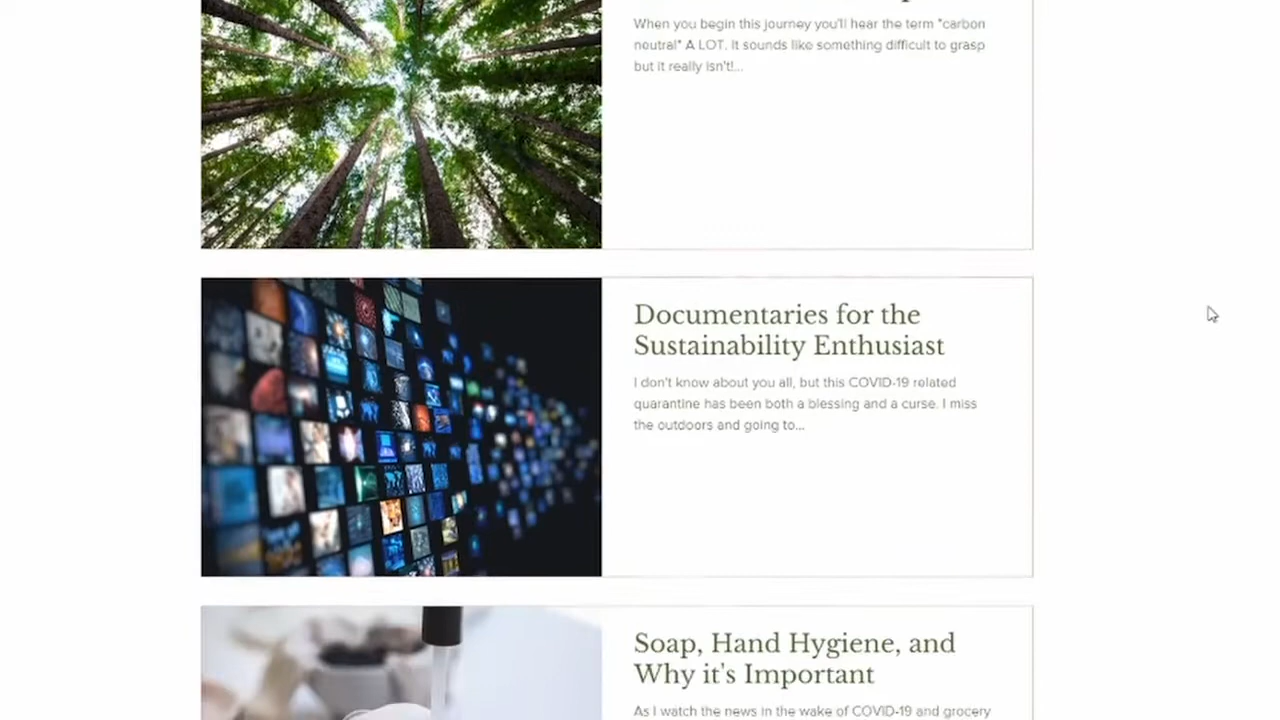 When you begin this journey you'll hear the term "carbon
neutral" A LOT. It sounds like something difficult to grasp
but it really isn't!...
Documentaries for the
Sustainability Enthusiast
I don't know about you all, but this COVID-19 related
quarantine has been both a blessing and a curse. I miss
the outdoors and going to...
Soap, Hand Hygiene, and
Why it's Important
As I watch the news in the wake of COVID-19 and grocery